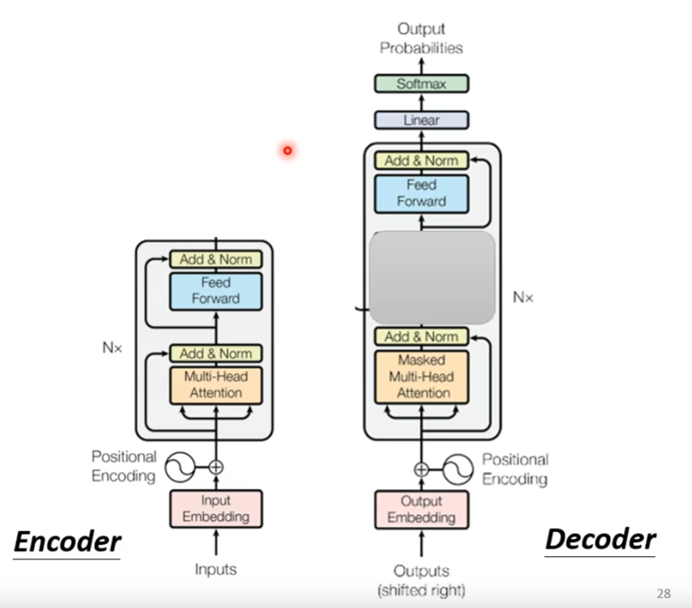 Output
Probabilities
Softmax
Linear
Add & Norm
Feed
Forward
Nx
Add & Norm
Masked
Multi-Head
Attention
Positional
Encoding
Output
Embedding
Outputs
(shifted right)
Decoder
Add & Norm
Feed
Forward
Nx
Add & Norm
Multi-Head
Attention
Positional
Encoding
Input
Embedding
Inputs
Encoder
28